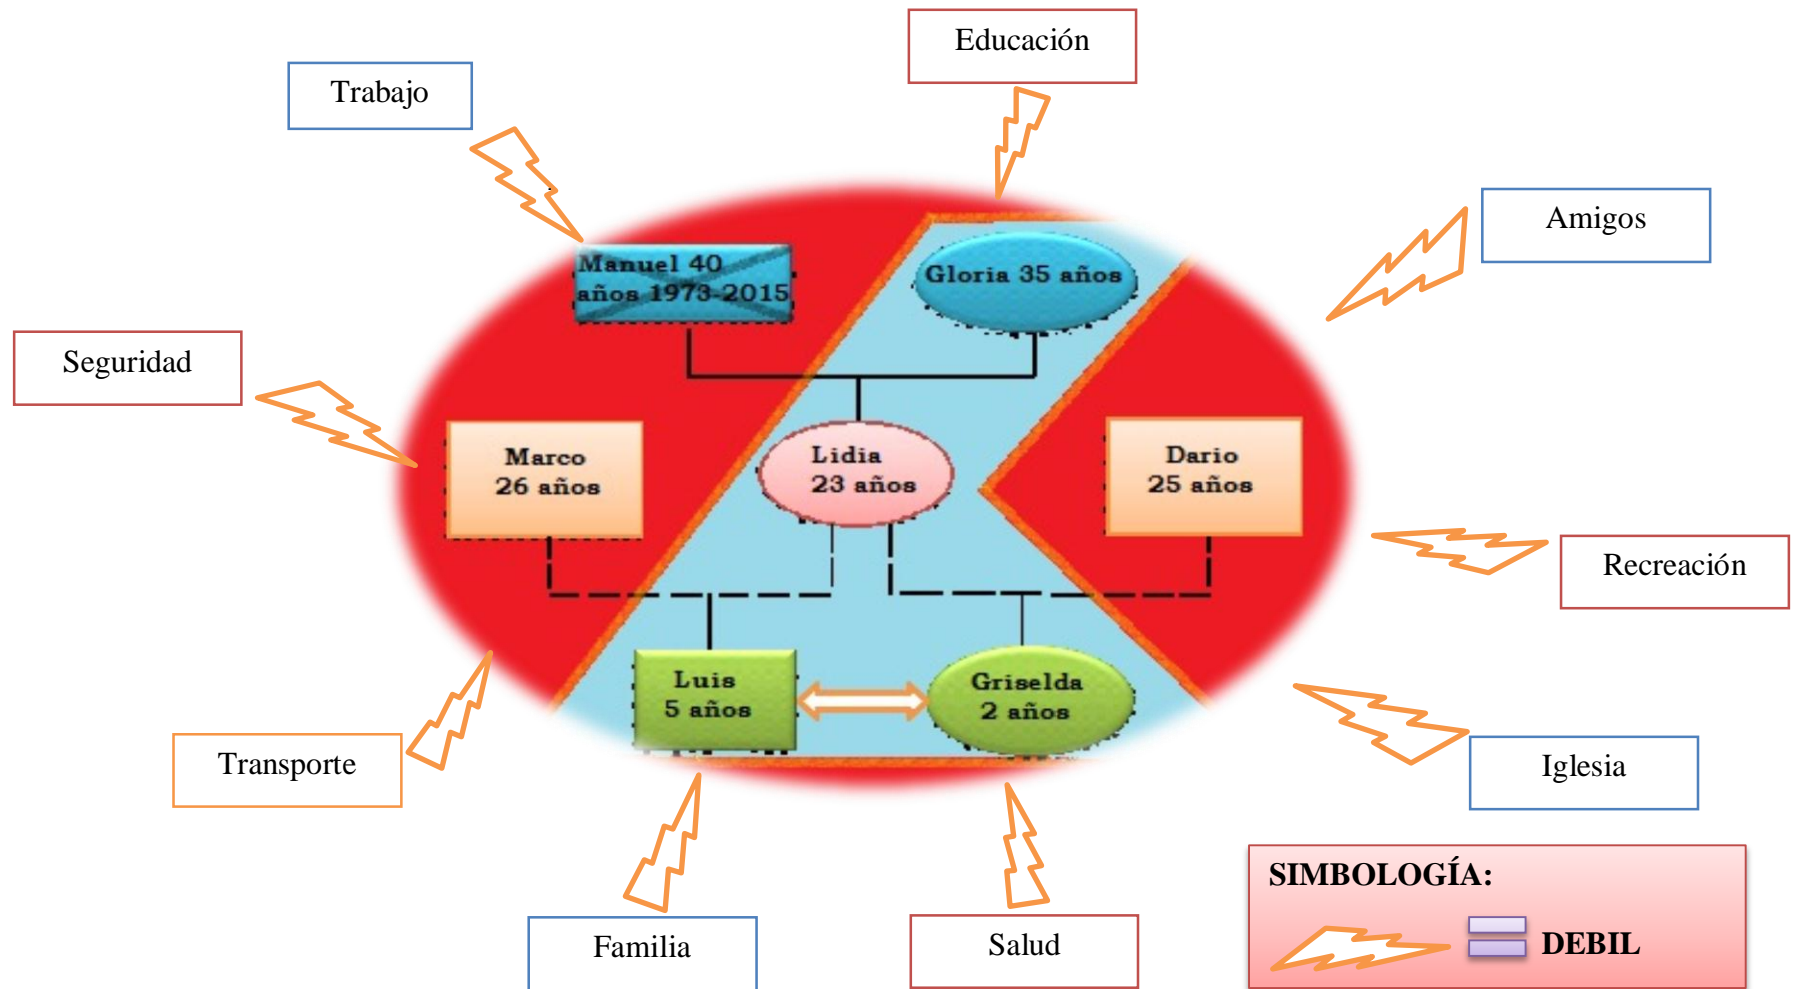 Educación
Trabajo
Amigos
Manuel 40
años 1973-2015
Gloria 35 años
Seguridad
Marco
26 años
Lidia
23 años
Dario
25 años
Recreación
Luis
5 años
Griselda
2 años
Transporte
Iglesia
Familia
Salud
SIMBOLOGÍA:
DEBIL